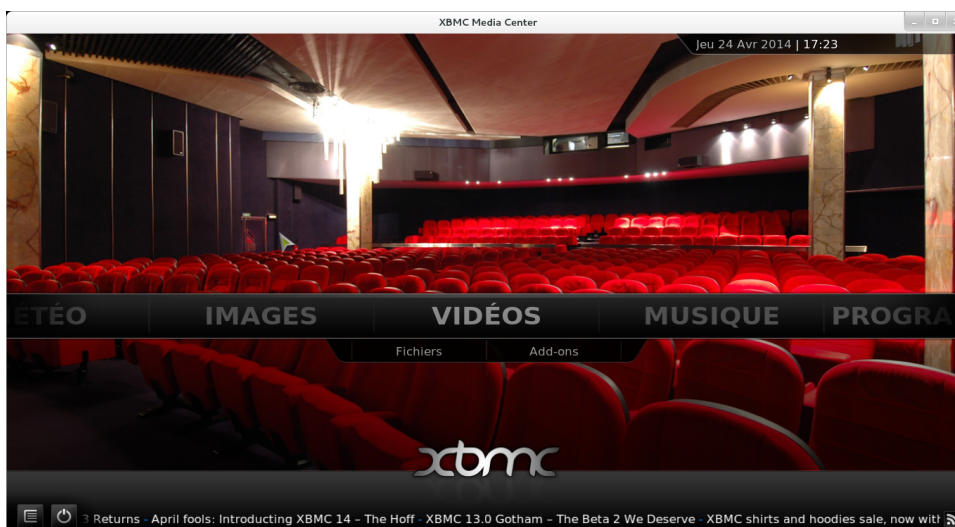 XBMC Media Center
Jeu 24 Avr 2014 | 17:23
ÉTÉO IMAGES VIDÉOS MUSIQUE PROGRA
Fichiers Add-ons
xbmc
3 Returns - April fools: Introducing XBMC 14 – The Hoff - XBMC 13.0 Gotham – The Beta 2 We Deserve - XBMC shirts and hoodies sale, now with